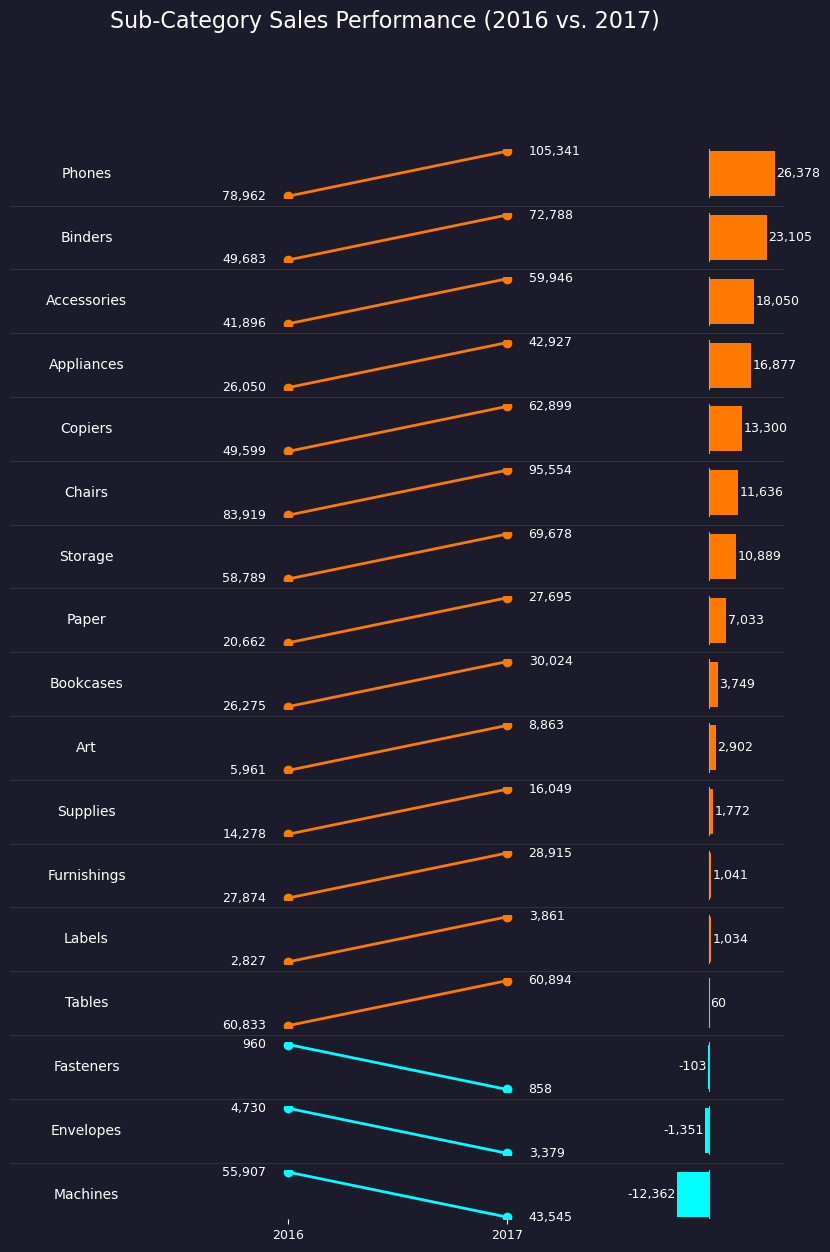 Sub-Category Sales Performance (2016 vs. 2017)
105,341
Phones
26,378
78,962
72,788
Binders
23,105
49,683
59,946
Accessories
18,050
41,896
42,927
Appliances
16,877
26,050
62,899
Copiers
13,300
49,599
95,554
Chairs
11,636
83,919
69,678
Storage
10,889
58,789
27,695
Paper
7,033
20,662
30,024
Bookcases
3,749
26,275
8,863
Art
2,902
5,961
16,049
Supplies
1,772
14,278
28,915
Furnishings
1,041
27,874
3,861
Labels
1,034
2,827
60,894
Tables
60
60,833
960
Fasteners
-103
858
4,730
Envelopes
-1,351
3,379
55,907
Machines
-12,362
43,545
2016 2017